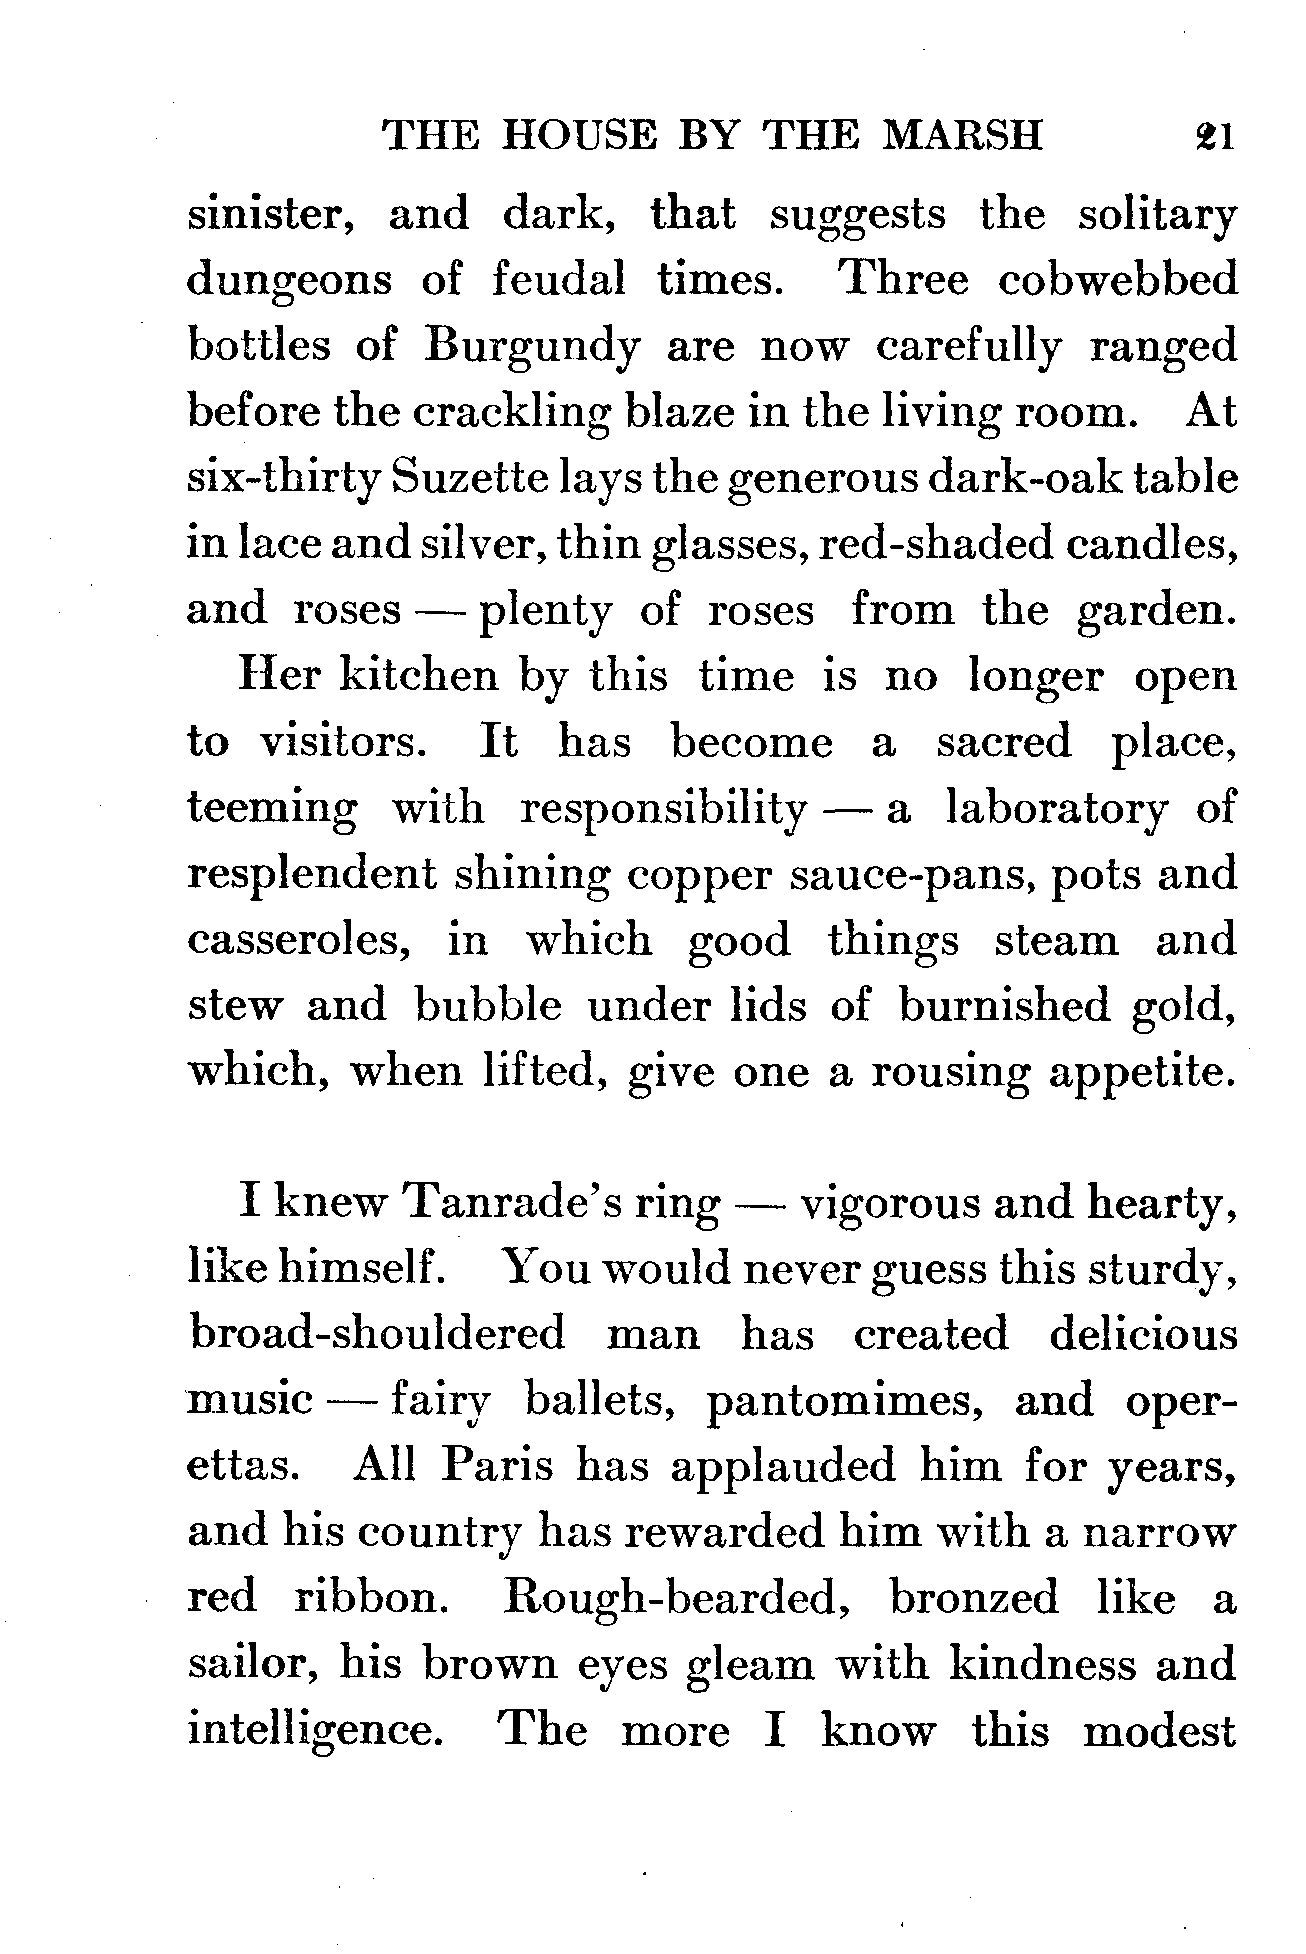 THE HOUSE BY THE MARSH 21
sinister, and dark, that suggests the solitary
dungeons of feudal times. Three cobwebbed
bottles of Burgundy are now carefully ranged
before the crackling blaze in the living room. At
six-thirty Suzette lays the generous dark-oak table
in lace and silver, thin glasses, red-shaded candles,
and roses — plenty of roses from the garden.
Her kitchen by this time is no longer open
to visitors. It has become a sacred place,
teeming with responsibility — a laboratory of
resplendent shining copper sauce-pans, pots and
casseroles, in which good things steam and
stew and bubble under lids of burnished gold,
which, when lifted, give one a rousing appetite.
I knew Tanrade's ring — vigorous and hearty,
like himself. You would never guess this sturdy,
broad-shouldered man has created delicious
music — fairy ballets, pantomimes, and oper-
ettas. All Paris has applauded him for years,
and his country has rewarded him with a narrow
red ribbon. Rough-bearded, bronzed like a
sailor, his brown eyes gleam with kindness and
intelligence. The more I know this modest